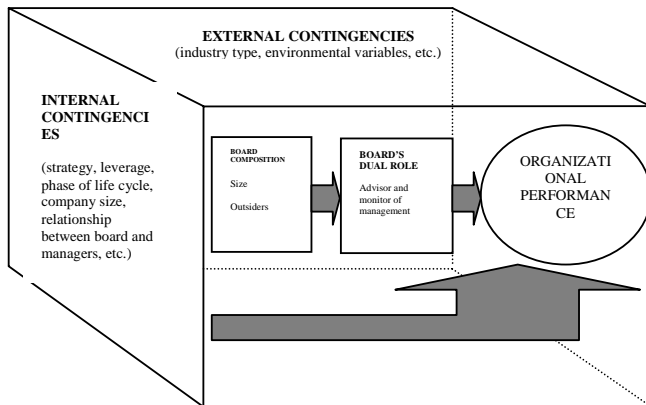 EXTERNAL CONTINGENCIES
(industry type, environmental variables, etc.)
INTERNAL
CONTINGENCI
ES
(strategy, leverage,
phase of life cycle,
company size,
relationship
between board and
managers, etc.)
BOARD
COMPOSITION
Size
Outsiders
BOARD'S
DUAL ROLE
Advisor and
monitor of
management
ORGANIZATI
ONAL
PERFORMAN
CE